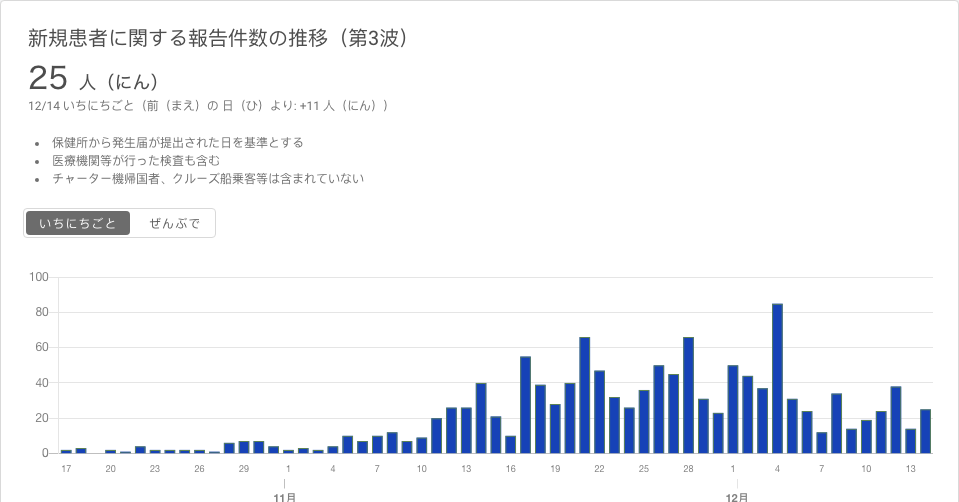 新規患者に関する報告件数の推移（第3波）
25 人（にん）
12/14 いちにちごと（前（まえ）の 日（ひ）より: +11 人（にん））
保健所から発生届が提出された日を基準とする
医療機関等が行った検査も含む
チャーター機帰国者、クルーズ船乗客等は含まれていない
いちにちごと ぜんぶで
100
80
60
40
20
0
17 20 23 26 29 1 4 7 10 13 16 19 22 25 28 1 4 7 10 13
11月 12月